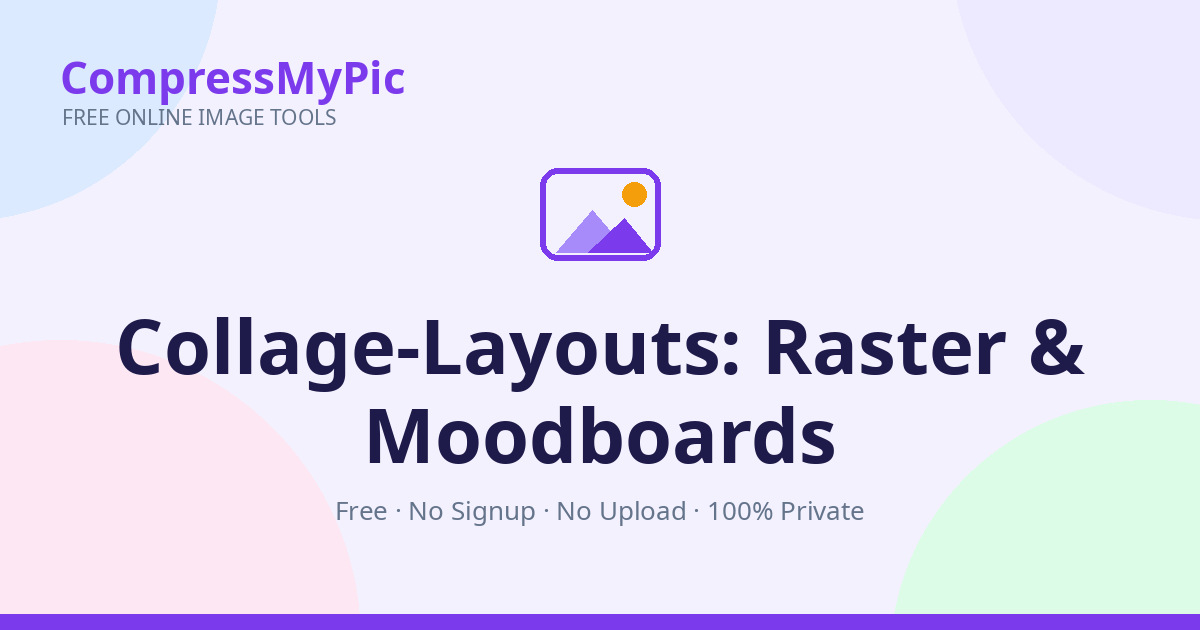 CompressMyPic
FREE ONLINE IMAGE TOOLS
Collage-Layouts: Raster &
Moodboards
Free · No Signup · No Upload · 100% Private